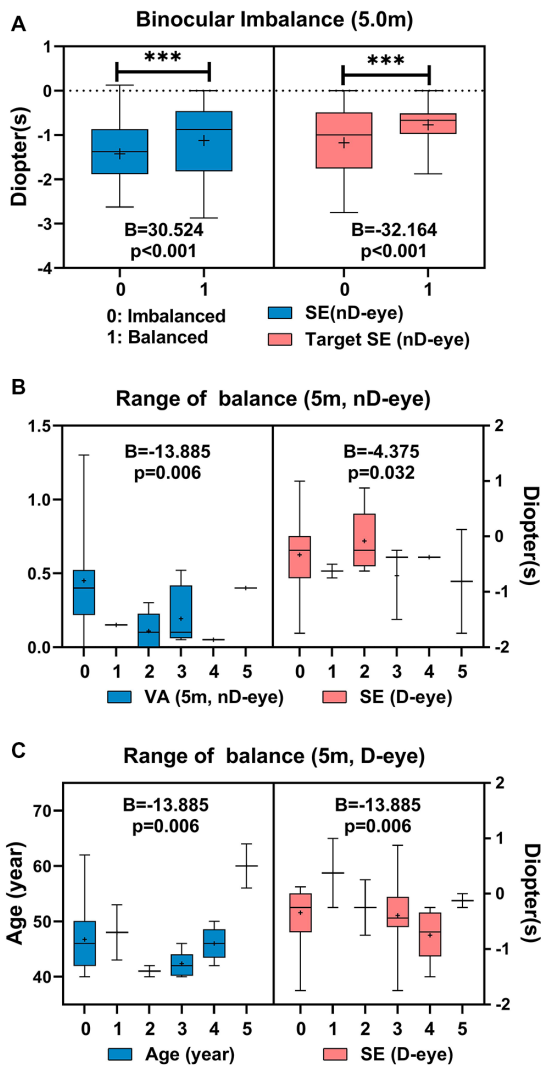 A
Binocular Imbalance (5.0m)
Diopter(s)
1
0
-1
-2
-3
-4
***
***
B=30.524
p<0.001
B=-32.164
p<0.001
0 1 0 1
0: Imbalanced
1: Balanced
SE(nD-eye)
Target SE (nD-eye)
B
Range of balance (5m, nD-eye)
1.5
1.0
0.5
0.0
B=-13.885
p=0.006
B=-4.375
p=0.032
2
1
0
-1
-2
Diopter(s)
0 1 2 3 4 5 0 1 2 3 4 5
VA (5m, nD-eye)
SE (D-eye)
C
Range of balance (5m, D-eye)
Age (year)
70
60
50
40
B=-13.885
p=0.006
B=-13.885
p=0.006
2
1
0
-1
-2
Diopter(s)
0 1 2 3 4 5 0 1 2 3 4 5
Age (year)
SE (D-eye)